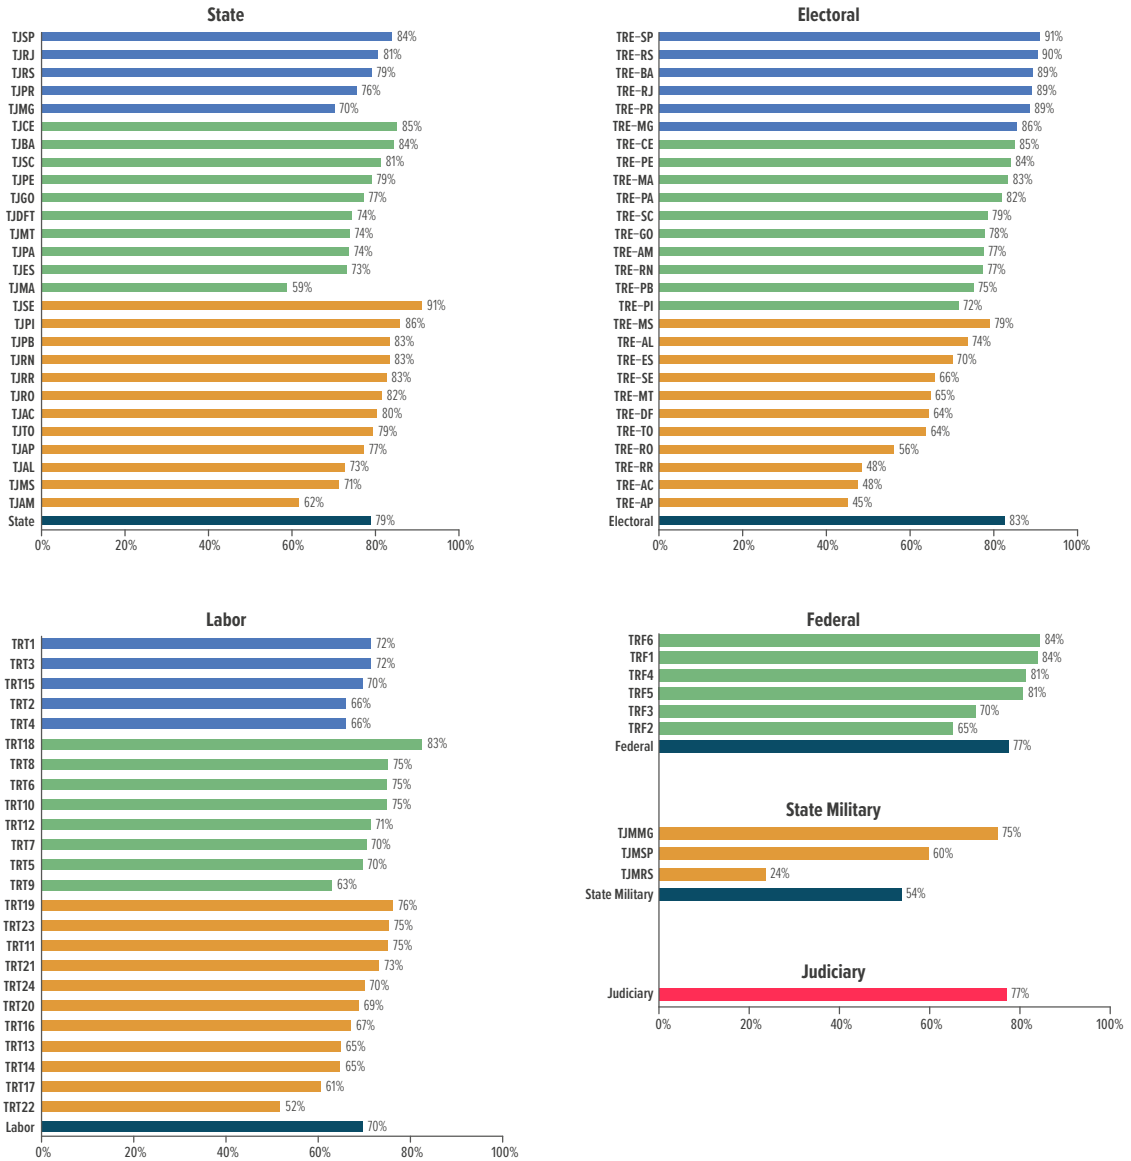 State
TJSP 84%
TJRJ 81%
TJRS 79%
TJPR 76%
TJMG 70%
TJCE 85%
TJBA 84%
TJSC 81%
TJPE 79%
TJGO 77%
TJDFT 74%
TJMT 74%
TJPA 74%
TJES 73%
TJMA 59%
TJSE 91%
TJPI 86%
TJPB 83%
TJRN 83%
TJRR 83%
TJRO 82%
TJAC 80%
TJTO 79%
TJAP 77%
TJAL 73%
TJMS 71%
TJAM 62%
State 79%
0% 20% 40% 60% 80% 100%
Electoral
TRE-SP 91%
TRE-RS 90%
TRE-BA 89%
TRE-RJ 89%
TRE-PR 89%
TRE-MG 86%
TRE-CE 85%
TRE-PE 84%
TRE-MA 83%
TRE-PA 82%
TRE-SC 79%
TRE-GO 78%
TRE-AM 77%
TRE-RN 77%
TRE-PB 75%
TRE-PI 72%
TRE-MS 79%
TRE-AL 74%
TRE-ES 70%
TRE-SE 66%
TRE-MT 65%
TRE-DF 64%
TRE-TO 64%
TRE-RO 56%
TRE-RR 48%
TRE-AC 48%
TRE-AP 45%
Electoral 83%
0% 20% 40% 60% 80% 100%
Labor
TRT1 72%
TRT3 72%
TRT15 70%
TRT2 66%
TRT4 66%
TRT18 83%
TRT8 75%
TRT6 75%
TRT10 75%
TRT12 71%
TRT7 70%
TRT5 70%
TRT9 63%
TRT19 76%
TRT23 75%
TRT11 75%
TRT21 73%
TRT24 70%
TRT20 69%
TRT16 67%
TRT13 65%
TRT14 65%
TRT17 61%
TRT22 52%
Labor 70%
0% 20% 40% 60% 80% 100%
Federal
TRF6 84%
TRF1 84%
TRF4 81%
TRF5 81%
TRF3 70%
TRF2 65%
Federal 77%
State Military
TJMMG 75%
TJMSP 60%
TJMRS 24%
State Military 54%
Judiciary
Judiciary 77%
0% 20% 40% 60% 80% 100%